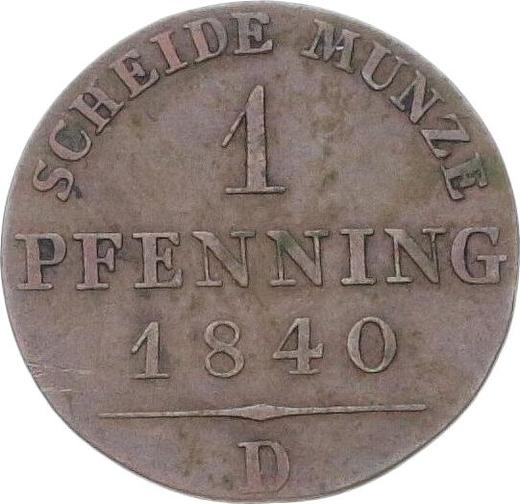 SCHEIDE MUNZE
1
PFENNING
1840
D